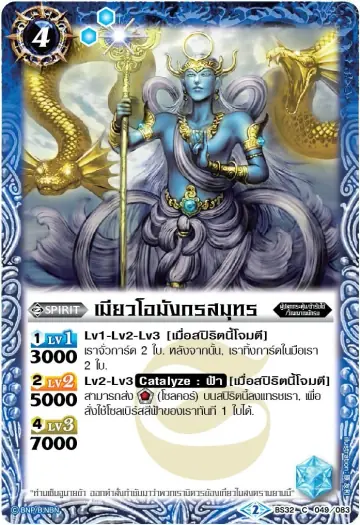 4
SPIRIT
เมียวโอมังกรสมุทร
1 Lv1
3000
2 Lv2
5000
4 Lv3
7000
Lv1-Lv2-Lv3 [เมื่อสปิริตนี้โจมตี]
เราจั่วการ์ด 2 ใบ. หลังจากนั้น, เราทิ้งการ์ดในมือเรา
2 ใบ.
Lv2-Lv3 Catalyze : ฟ้า [เมื่อสปิริตนี้โจมตี]
สามารถส่ง (โซลคอร์) บนสปิริตนี้ลงแทรชเรา, เพื่อ
สั่งใช้โซลเบิร์สสีฟ้าของเราทันที 1 ใบได้.
© BNP/B,NBN
2
BS32 C 049 / 083